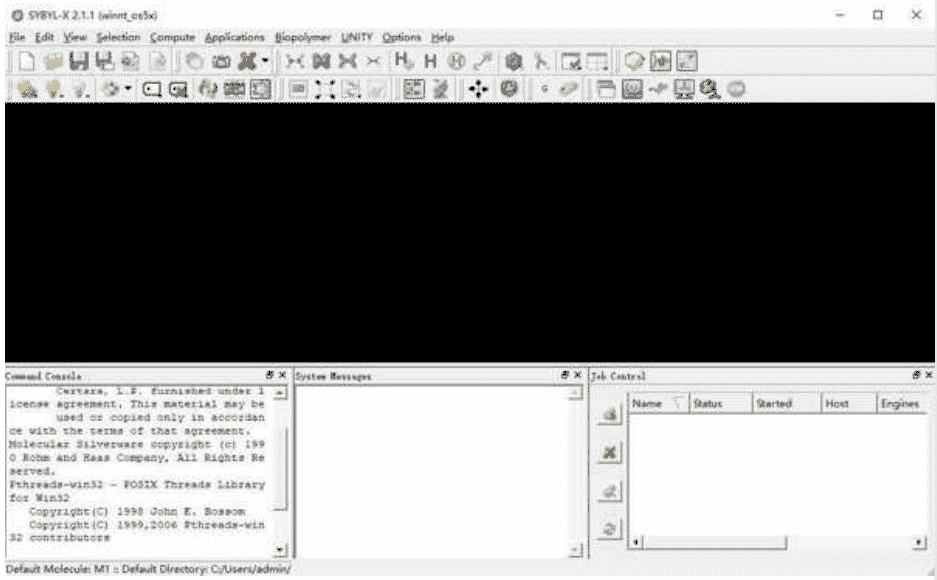 SYBYL-X 2.1.1 (winnt_os5x)
File Edit View Selection Compute Applications Biopolymer UNITY Options Help
Command Console
Certara, L.P. furnished under l
icense agreement. This material may be
used or copied only in accordan
ce with the terms of that agreement.
Molecular Silverware copyright (c) 199
0 Rohm and Haas Company, All Rights Re
served.
Pthreads-win32 - POSIX Threads Library
for Win32
Copyright(C) 1998 John E. Bossom
Copyright(C) 1999,2006 Pthreads-win
32 contributors
System Messages
Job Control
Name Status Started Host Engines
Default Molecule: M1 :: Default Directory: C:/Users/admin/